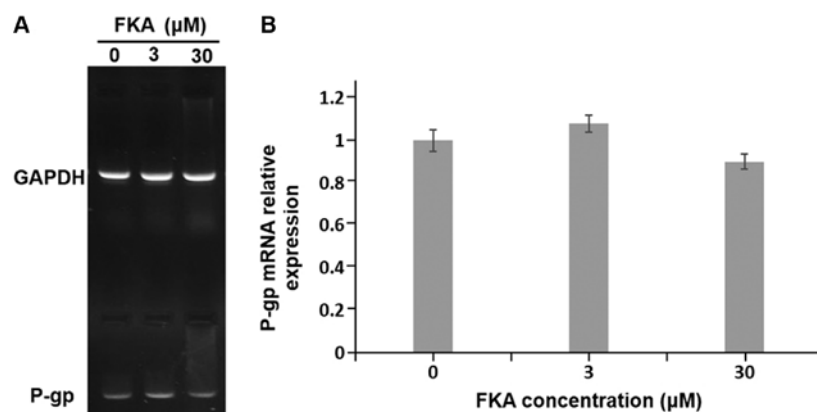 A
FKA (µM)
0 3 30
GAPDH
P-gp
B
P-gp mRNA relative
expression
1.2
1
0.8
0.6
0.4
0.2
0
0 3 30
FKA concentration (µM)